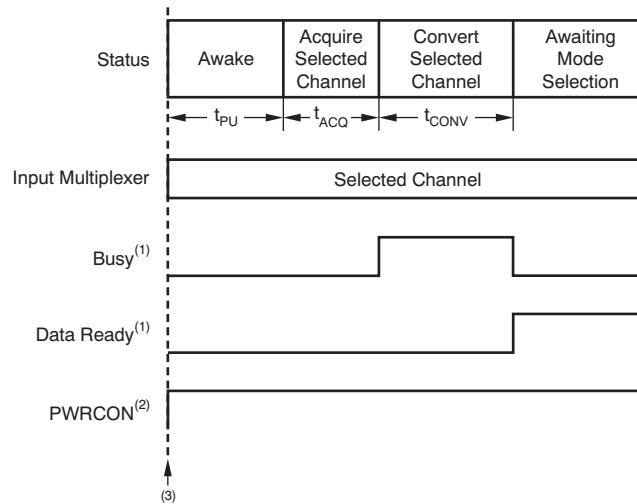 Status
Awake
Acquire
Selected
Channel
Convert
Selected
Channel
Awaiting
Mode
Selection
tPU
tACQ
tCONV
Input Multiplexer
Selected Channel
Busy(1)
Data Ready(1)
PWRCON(2)
(3)